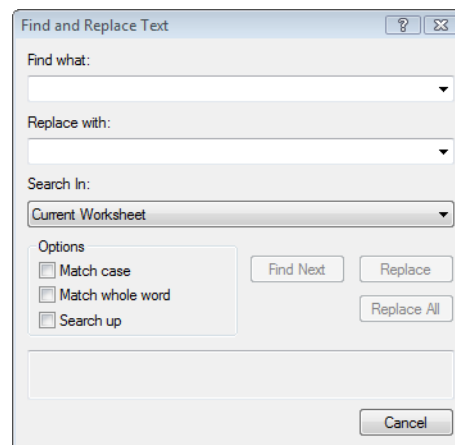 Find and Replace Text
Find what:
Replace with:
Search In:
Current Worksheet
Options
Match case
Find Next
Replace
Match whole word
Replace All
Search up
Cancel